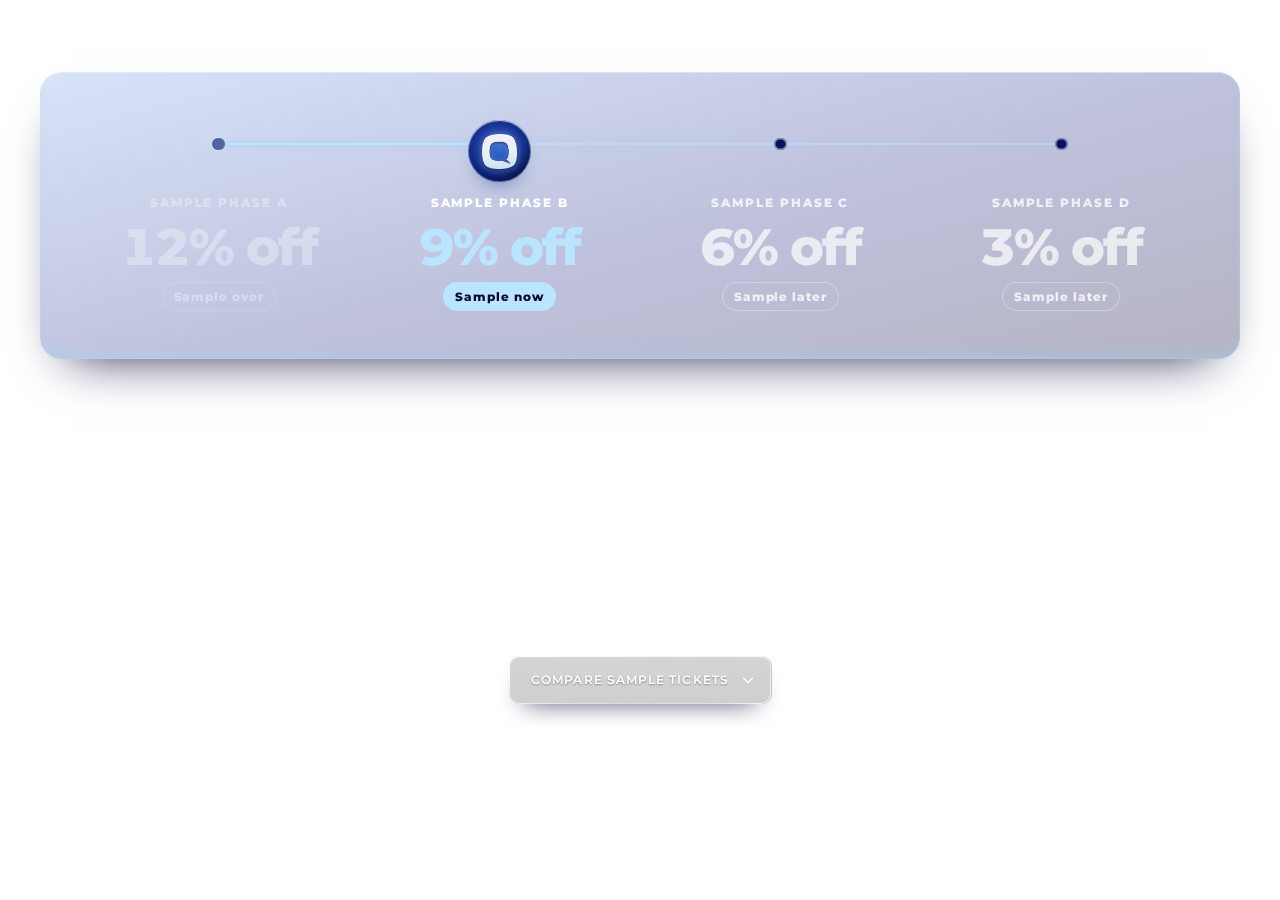 SAMPLE PHASE A
12% off
Sample over
SAMPLE PHASE B
9% off
Sample now
SAMPLE PHASE C
6% off
Sample later
SAMPLE PHASE D
3% off
Sample later
COMPARE SAMPLE TICKETS